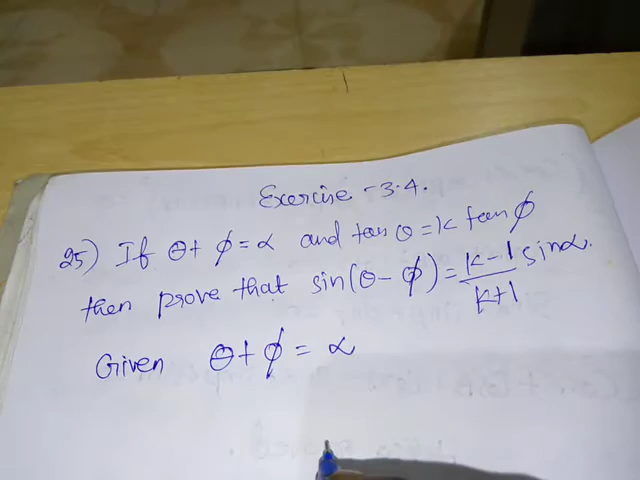 Exercise - 3.4.
25) If θ + ϕ = α and tan θ = k tan ϕ
then prove that sin(θ - ϕ) = k-1/k+1 sin α.
Given θ + ϕ = α